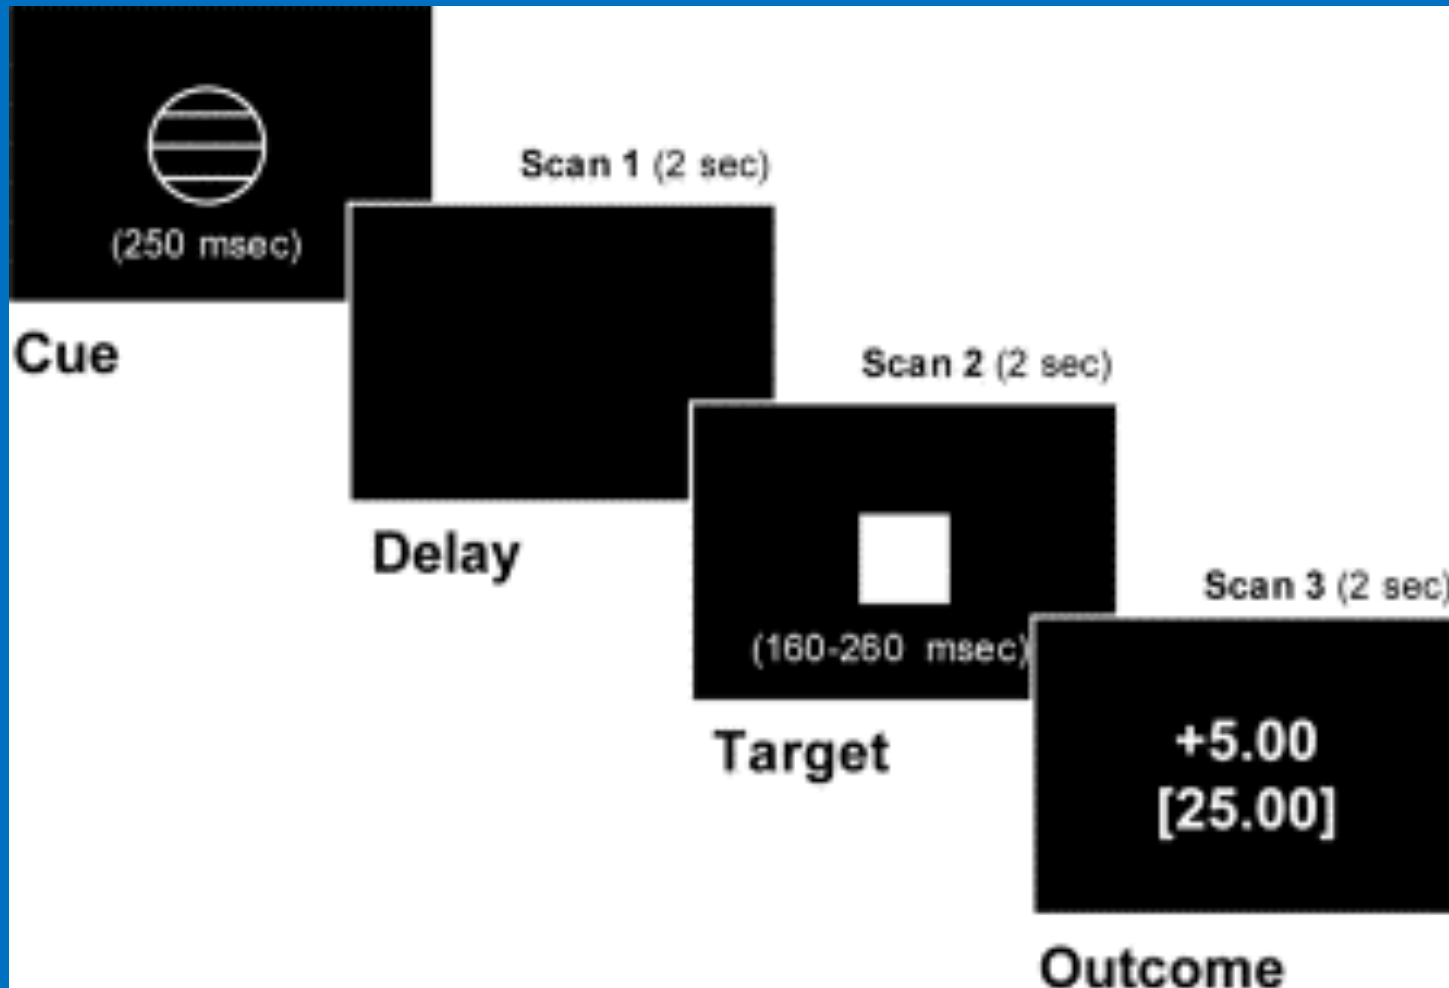 (250 msec)
Cue
Scan 1 (2 sec)
Delay
Scan 2 (2 sec)
(160-260 msec)
Target
Scan 3 (2 sec)
+5.00
[25.00]
Outcome